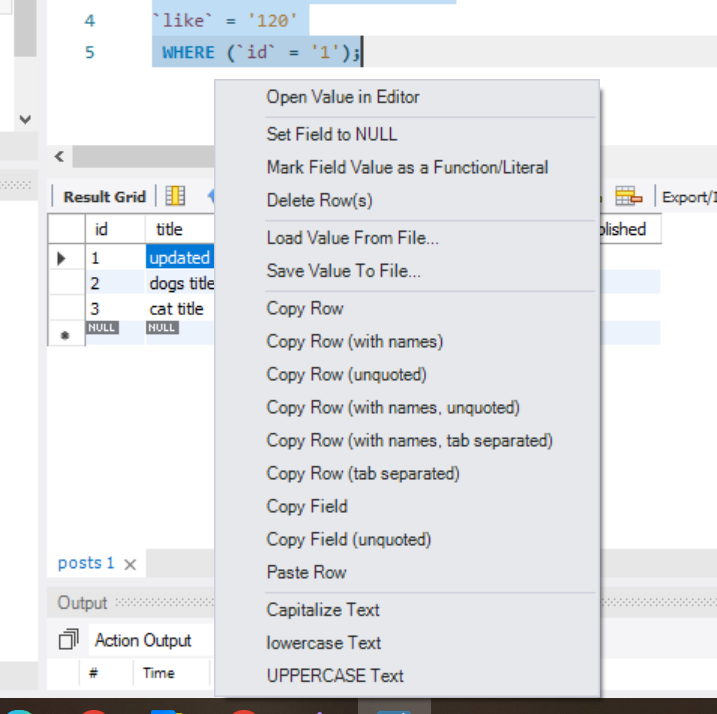 4 `like` = '120'
5 WHERE (`id` = '1');
Open Value in Editor
Set Field to NULL
Mark Field Value as a Function/Literal
Delete Row(s)
Load Value From File...
Save Value To File...
Copy Row
Copy Row (with names)
Copy Row (unquoted)
Copy Row (with names, unquoted)
Copy Row (with names, tab separated)
Copy Row (tab separated)
Copy Field
Copy Field (unquoted)
Paste Row
Capitalize Text
lowercase Text
UPPERCASE Text
Result Grid Export/I
id title blished
1 updated
2 dogs title
3 cat title
NULL NULL
posts 1
Output
Action Output
# Time